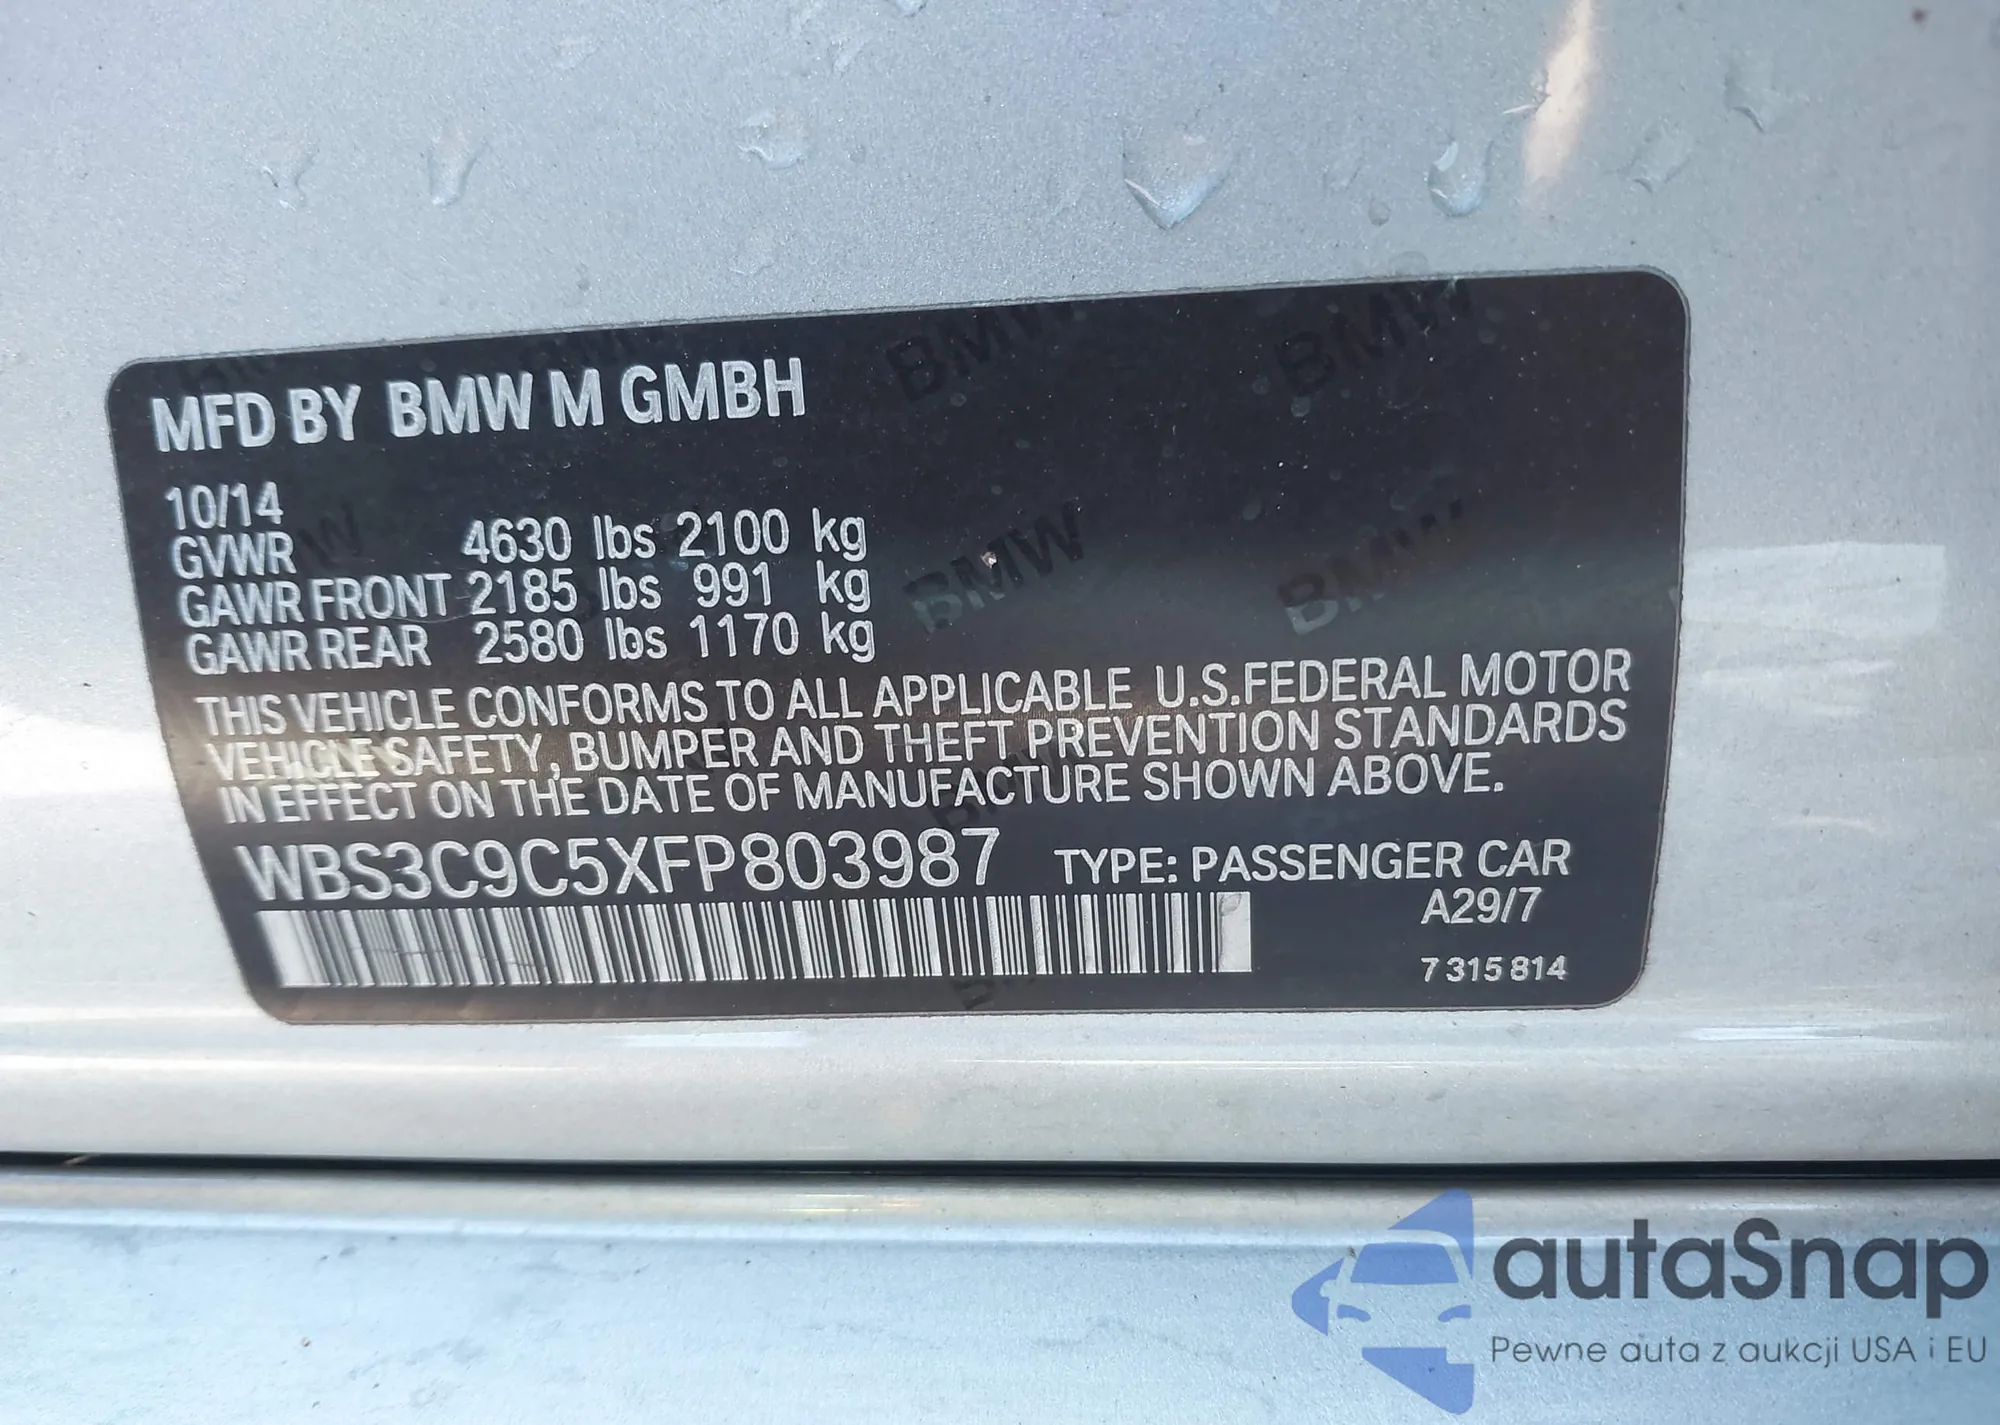 MFD BY BMW M GMBH
10/14
GVWR 4630 lbs 2100 kg
GAWR FRONT 2185 lbs 991 kg
GAWR REAR 2580 lbs 1170 kg
THIS VEHICLE CONFORMS TO ALL APPLICABLE U.S.FEDERAL MOTOR
VEHICLE SAFETY, BUMPER AND THEFT PREVENTION STANDARDS
IN EFFECT ON THE DATE OF MANUFACTURE SHOWN ABOVE.
WBS3C9C5XFP803987 TYPE: PASSENGER CAR
A29/7
7 315 814
autaSnap
Pewne auta z aukcji USA i EU